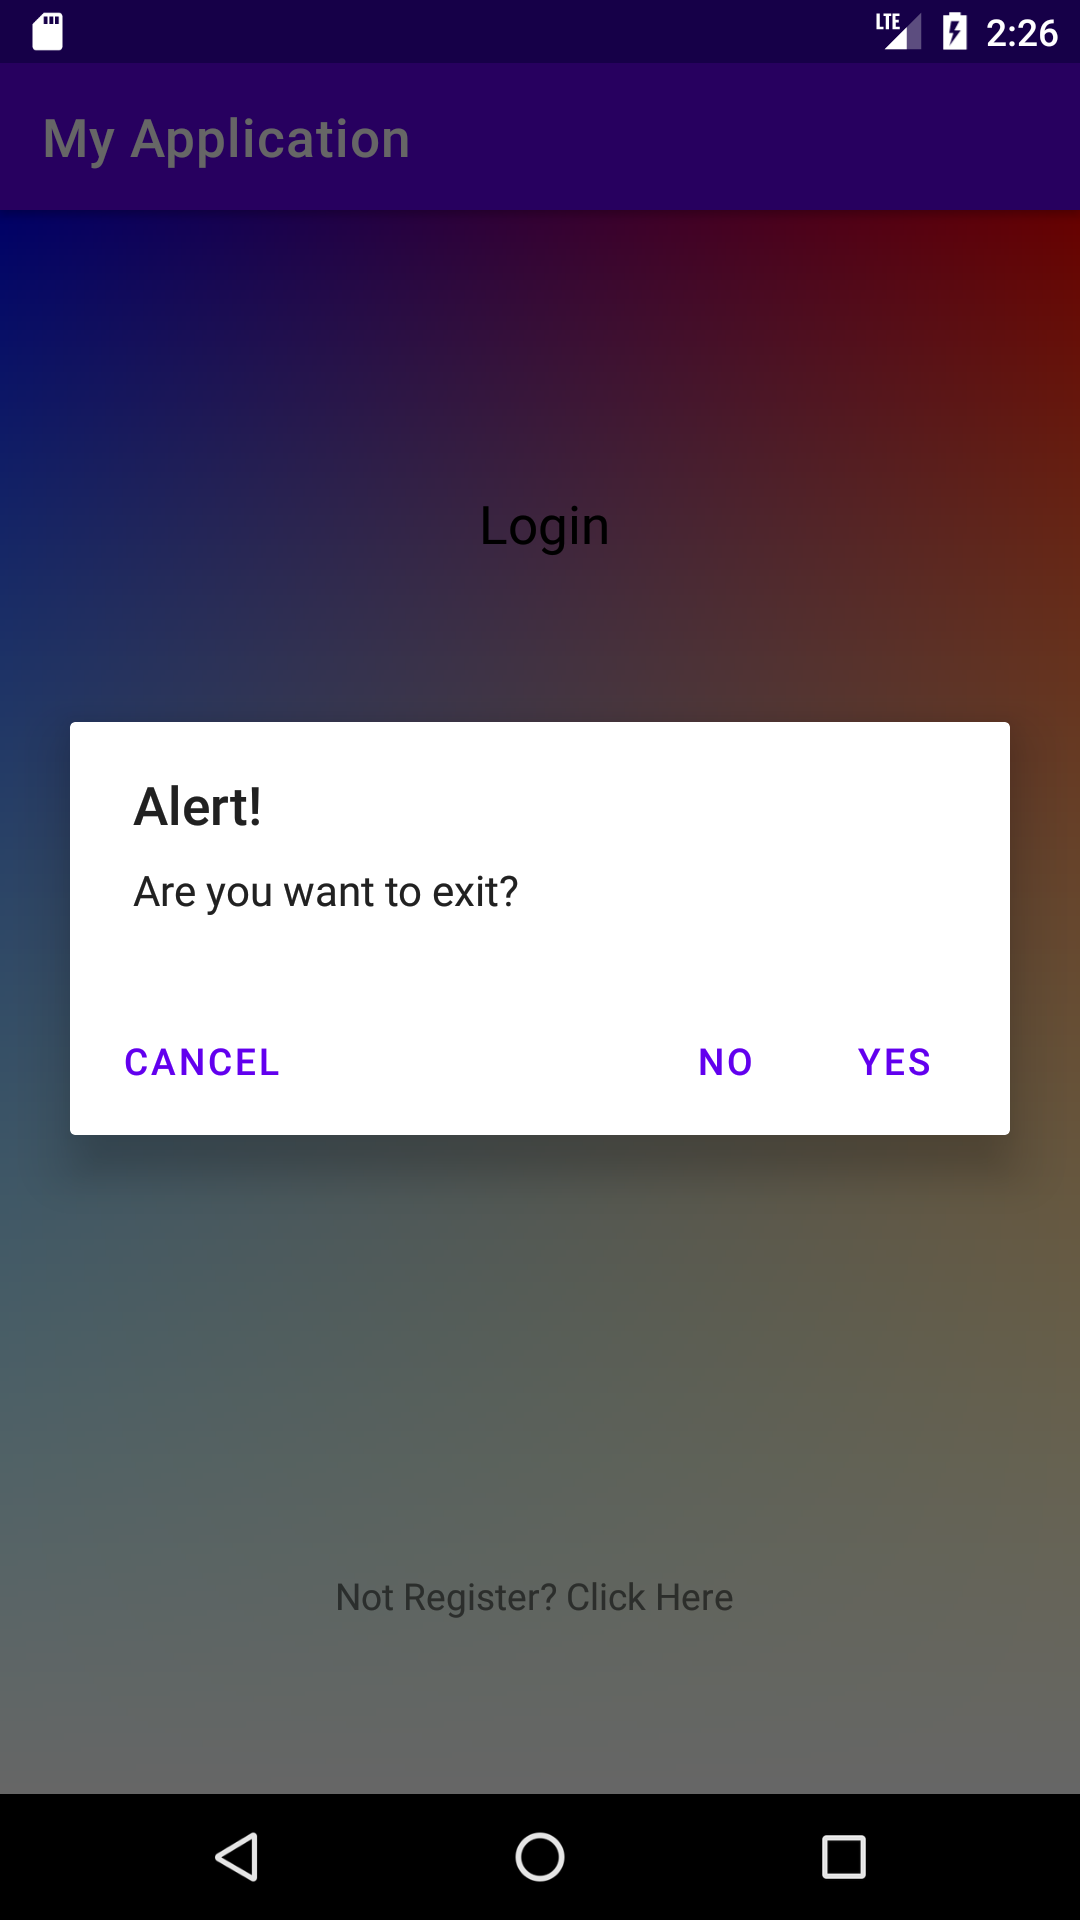 LTE 2:26
My Application
Login
Alert!
Are you want to exit?
CANCEL NO YES
Not Register? Click Here